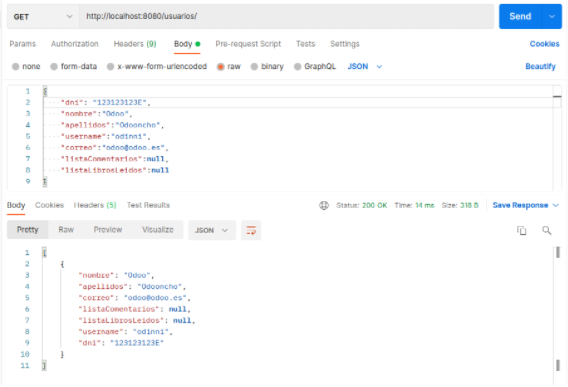 GET http://localhost:8080/usuarios/ Send
Params Authorization Headers (9) Body Pre-request Script Tests Settings Cookies
none form-data x-www-form-urlencoded raw binary GraphQL JSON Beautify
1 {
2 "dni": "123123123E",
3 "nombre":"Odoo",
4 "apellidos":"Odooncho",
5 "username":"odinni",
6 "correo":"odoo@odoo.es",
7 "listaComentarios":null,
8 "listaLibrosLeidos":null
9 }
Body Cookies Headers (5) Test Results Status: 200 OK Time: 14 ms Size: 318 B Save Response
Pretty Raw Preview Visualize JSON
1 [
2 {
3 "nombre": "Odoo",
4 "apellidos": "Odooncho",
5 "correo": "odoo@odoo.es",
6 "listaComentarios": null,
7 "listaLibrosLeidos": null,
8 "username": "odinni",
9 "dni": "123123123E"
10 }
11 ]